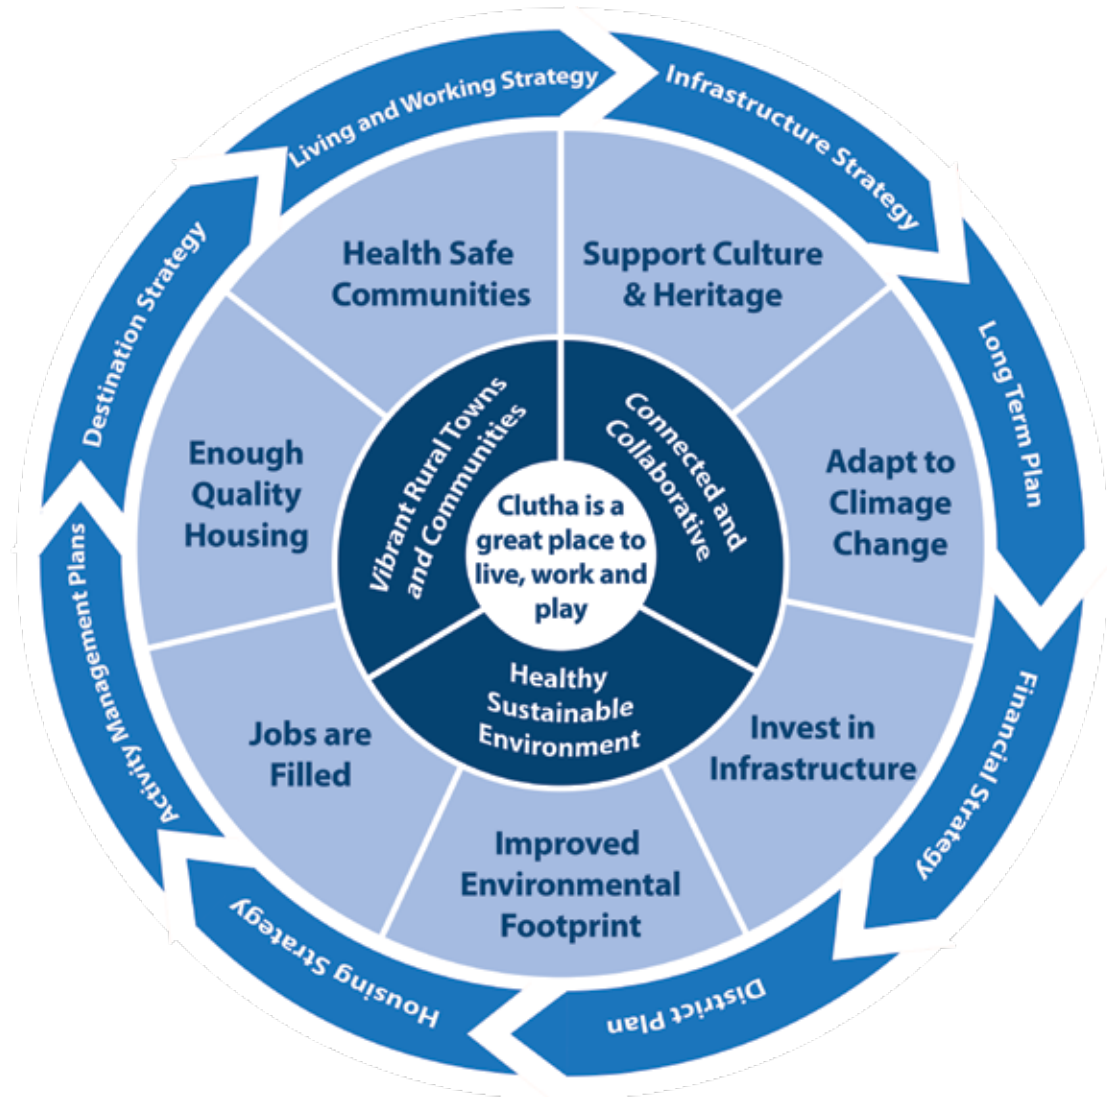 Living and Working Strategy
Infrastructure Strategy
Long Term Plan
Financial Strategy
District Plan
Housing Strategy
Activity Management Plans
Destination Strategy
Health Safe
Communities
Support Culture
& Heritage
Adapt to
Climage
Change
Invest in
Infrastructure
Improved
Environmental
Footprint
Jobs are
Filled
Enough
Quality
Housing
Vibrant Rural Towns
and Communities
Connected and
Collaborative
Healthy
Sustainable
Environment
Clutha is a
great place to
live, work and
play